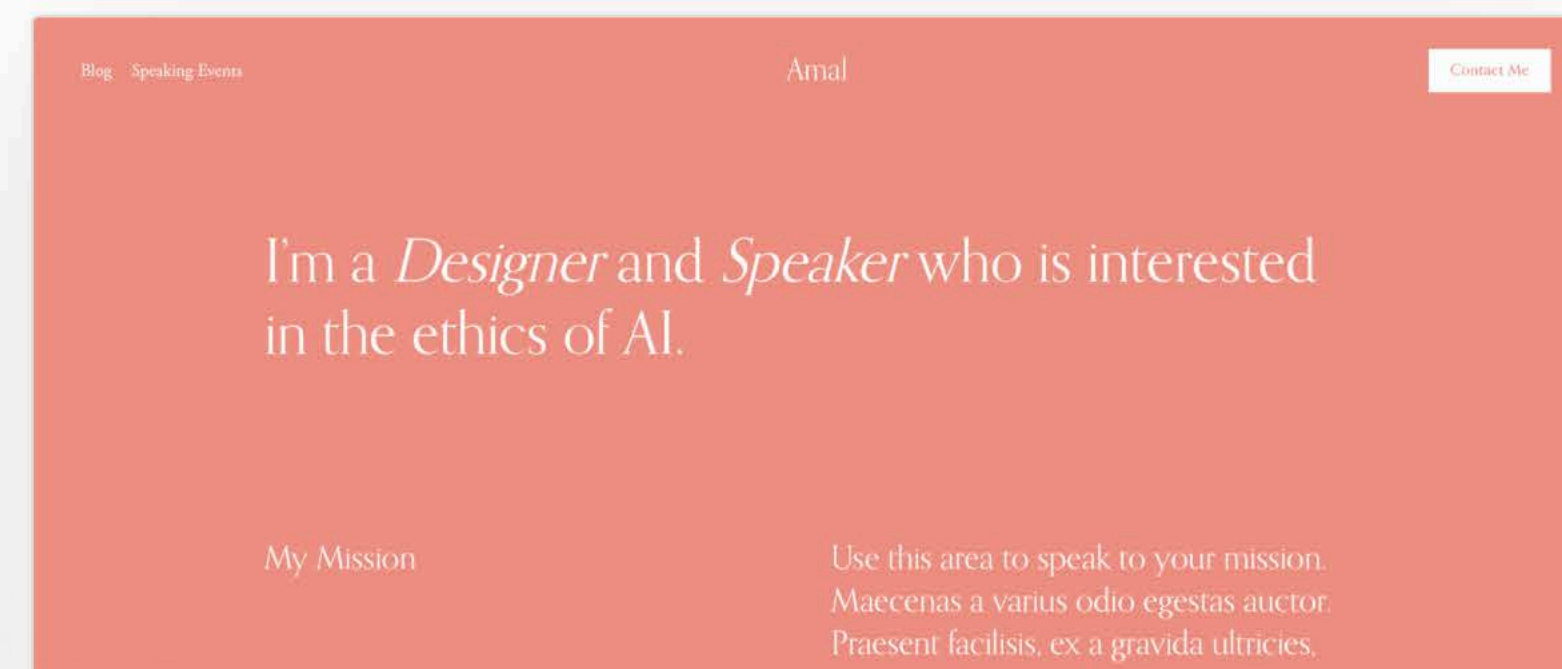 Blog Speaking Events
Amal
Contact Me
I'm a Designer and Speaker who is interested
in the ethics of AI.
My Mission
Use this area to speak to your mission.
Maecenas a varius odio egestas auctor.
Praesent facilisis, ex a gravida ultricies,